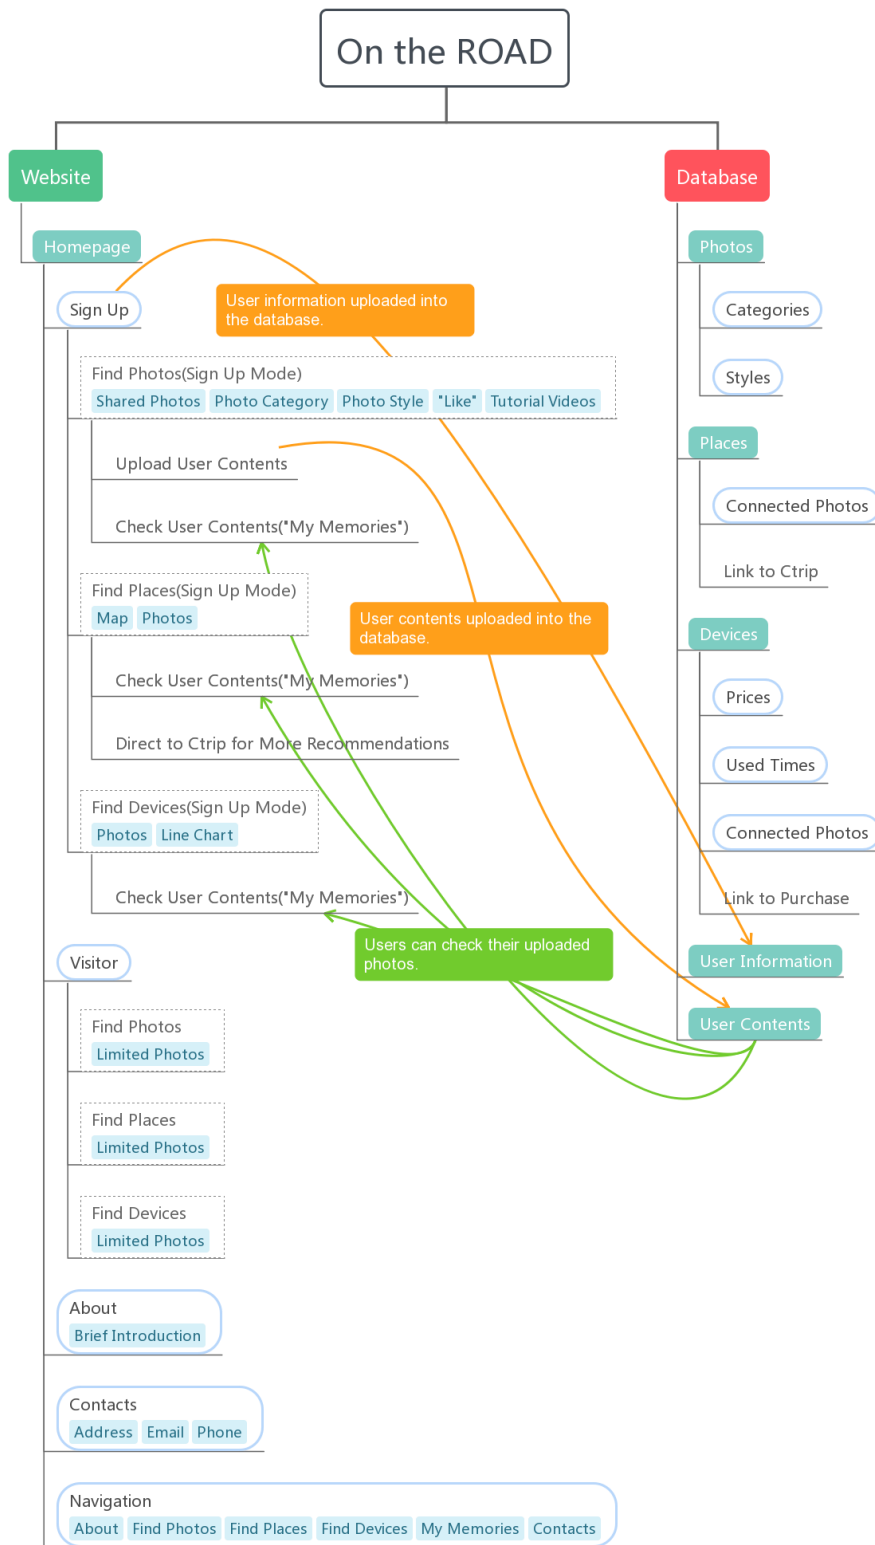 On the ROAD
Website
Homepage
Sign Up
User information uploaded into
the database.
Find Photos(Sign Up Mode)
Shared Photos Photo Category Photo Style "Like" Tutorial Videos
Upload User Contents
Check User Contents("My Memories")
Find Places(Sign Up Mode)
Map Photos
User contents uploaded into the
database.
Check User Contents("My Memories")
Direct to Ctrip for More Recommendations
Find Devices(Sign Up Mode)
Photos Line Chart
Check User Contents("My Memories")
Users can check their uploaded
photos.
Visitor
Find Photos
Limited Photos
Find Places
Limited Photos
Find Devices
Limited Photos
About
Brief Introduction
Contacts
Address Email Phone
Navigation
About Find Photos Find Places Find Devices My Memories Contacts
Database
Photos
Categories
Styles
Places
Connected Photos
Link to Ctrip
Devices
Prices
Used Times
Connected Photos
Link to Purchase
User Information
User Contents